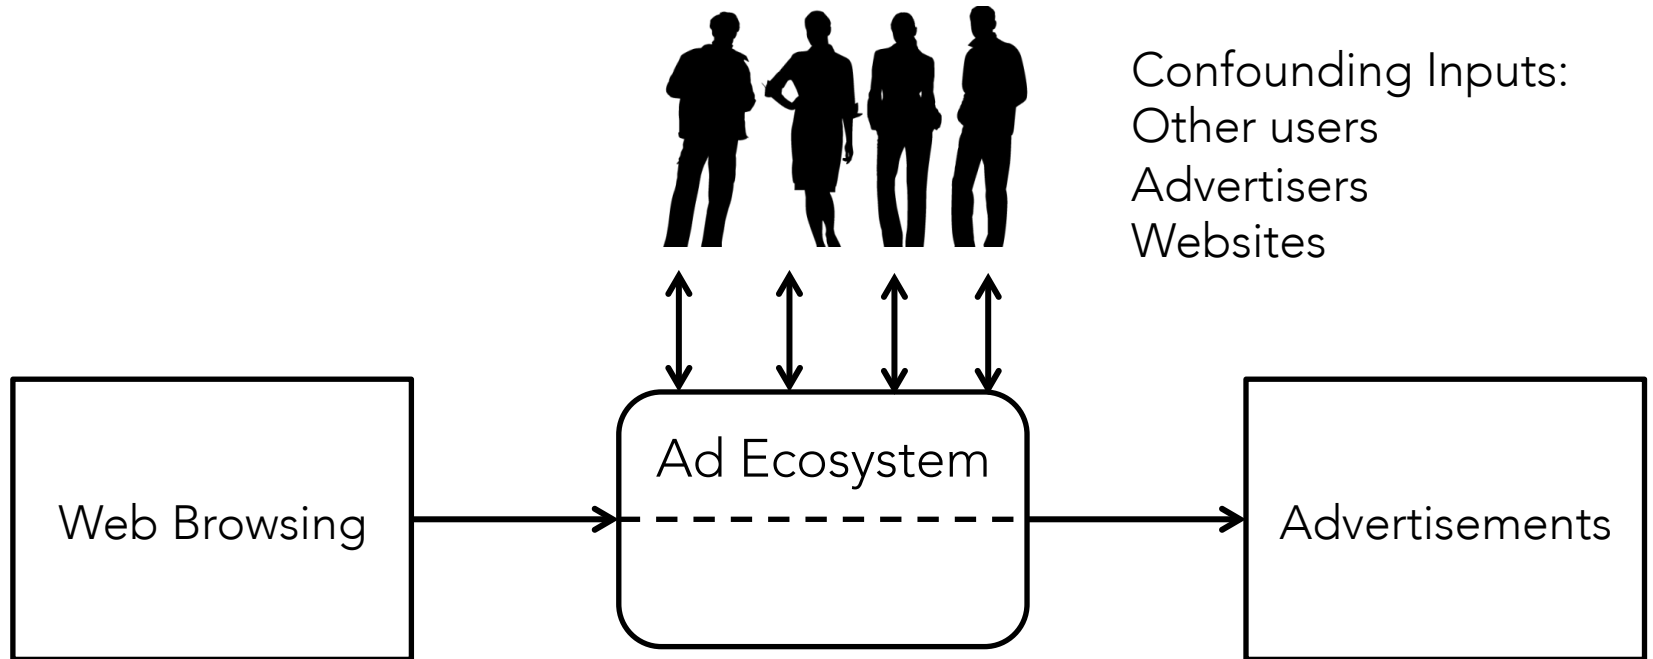 Confounding Inputs:
Other users
Advertisers
Websites
Ad Ecosystem
Web Browsing
Advertisements